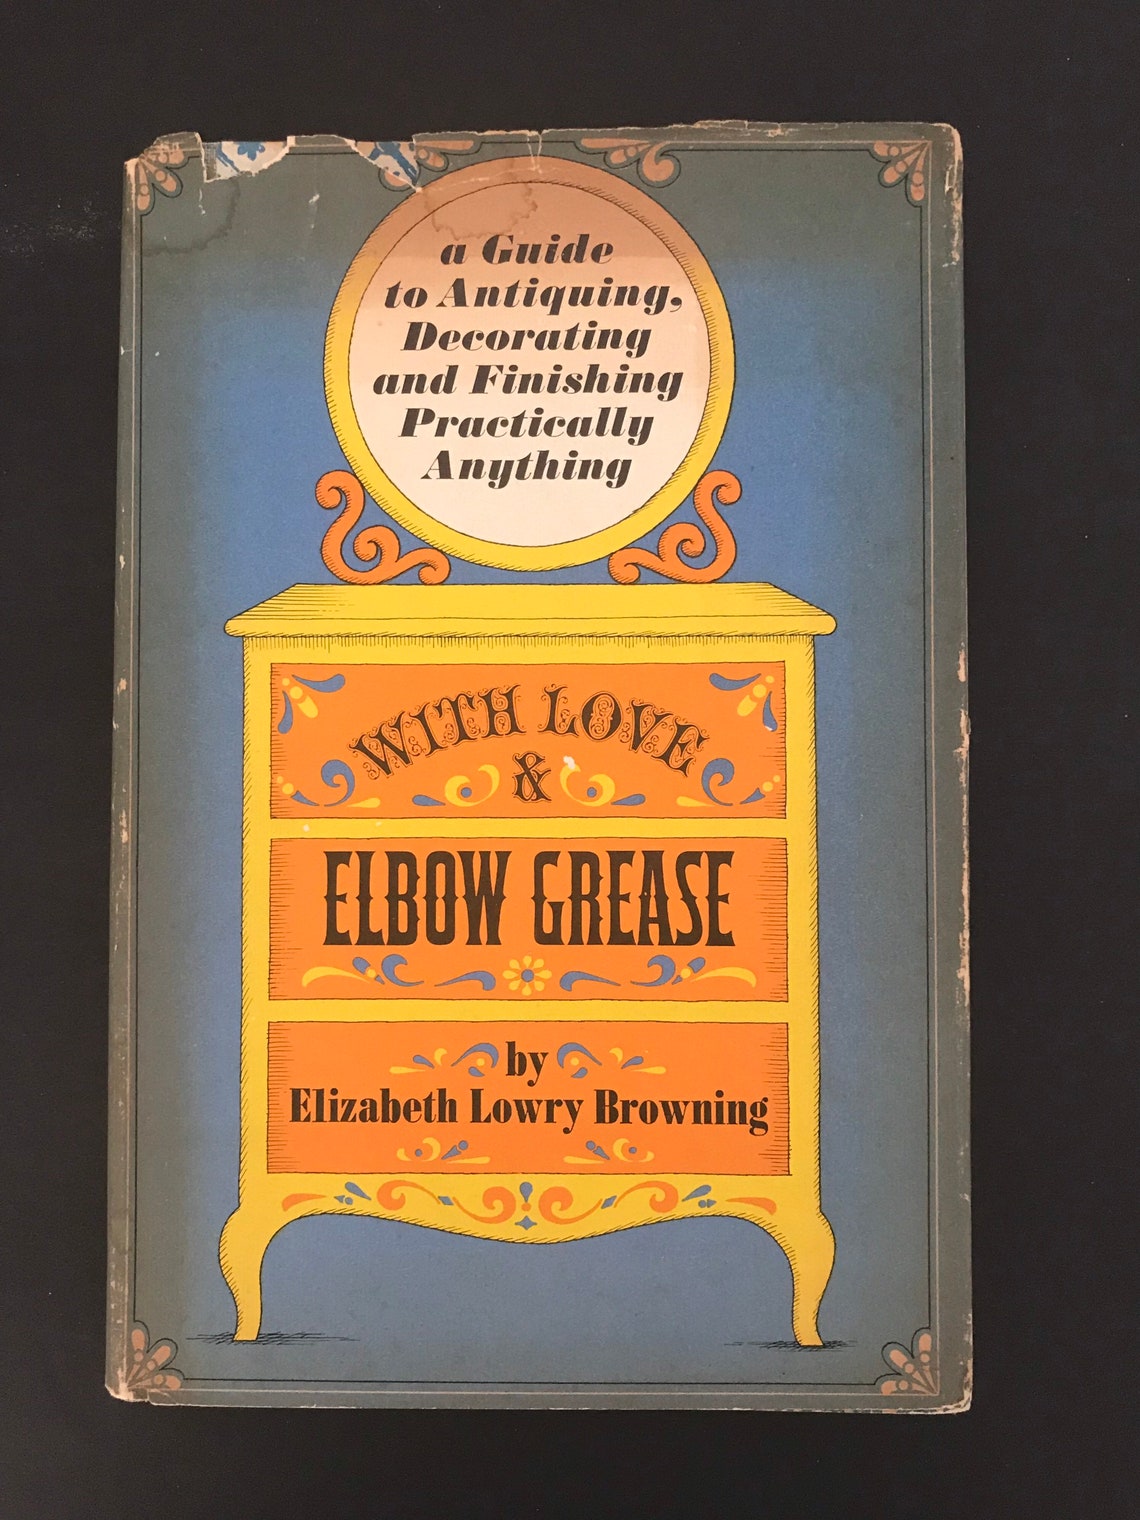 a Guide
to Antiquing,
Decorating
and Finishing
Practically
Anything
WITH LOVE
&
ELBOW GREASE
by
Elizabeth Lowry Browning